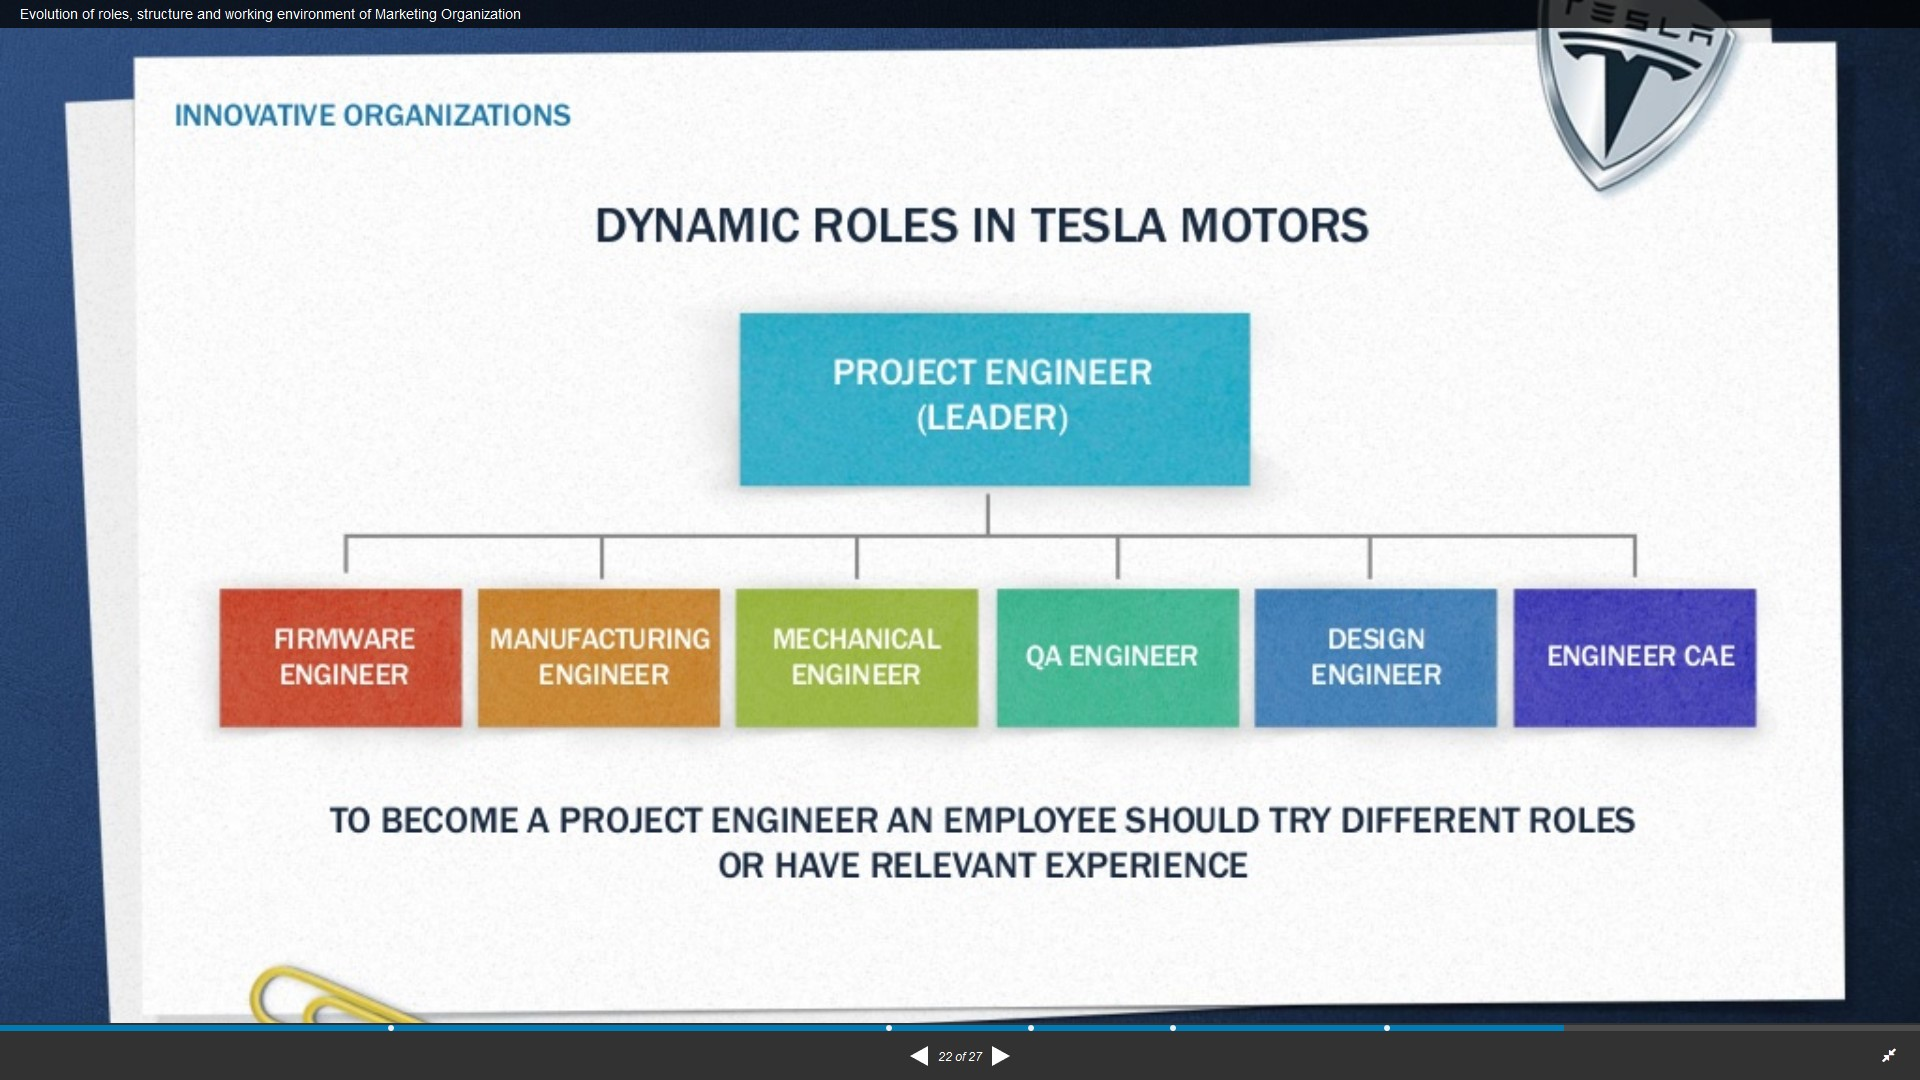 Evolution of roles, structure and working environment of Marketing Organization
TESLA
INNOVATIVE ORGANIZATIONS
DYNAMIC ROLES IN TESLA MOTORS
PROJECT ENGINEER
(LEADER)
FIRMWARE
ENGINEER
MANUFACTURING
ENGINEER
MECHANICAL
ENGINEER
QA ENGINEER
DESIGN
ENGINEER
ENGINEER CAE
TO BECOME A PROJECT ENGINEER AN EMPLOYEE SHOULD TRY DIFFERENT ROLES
OR HAVE RELEVANT EXPERIENCE
22 of 27